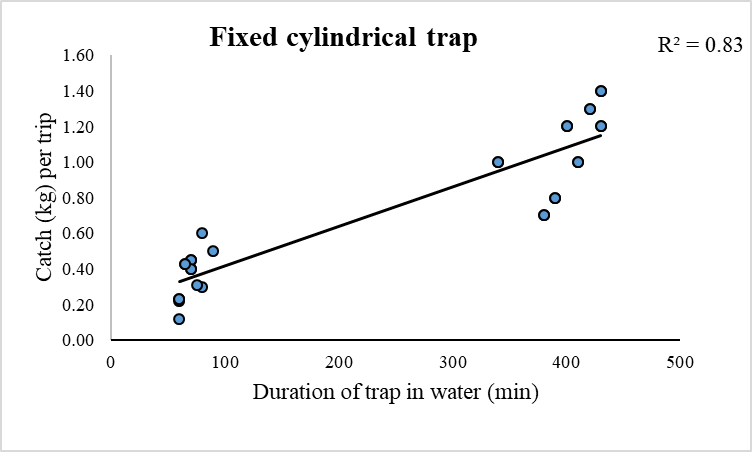 Fixed cylindrical trap
R² = 0.83
1.60
1.40
1.20
1.00
0.80
0.60
0.40
0.20
0.00
Catch (kg) per trip
0 100 200 300 400 500
Duration of trap in water (min)